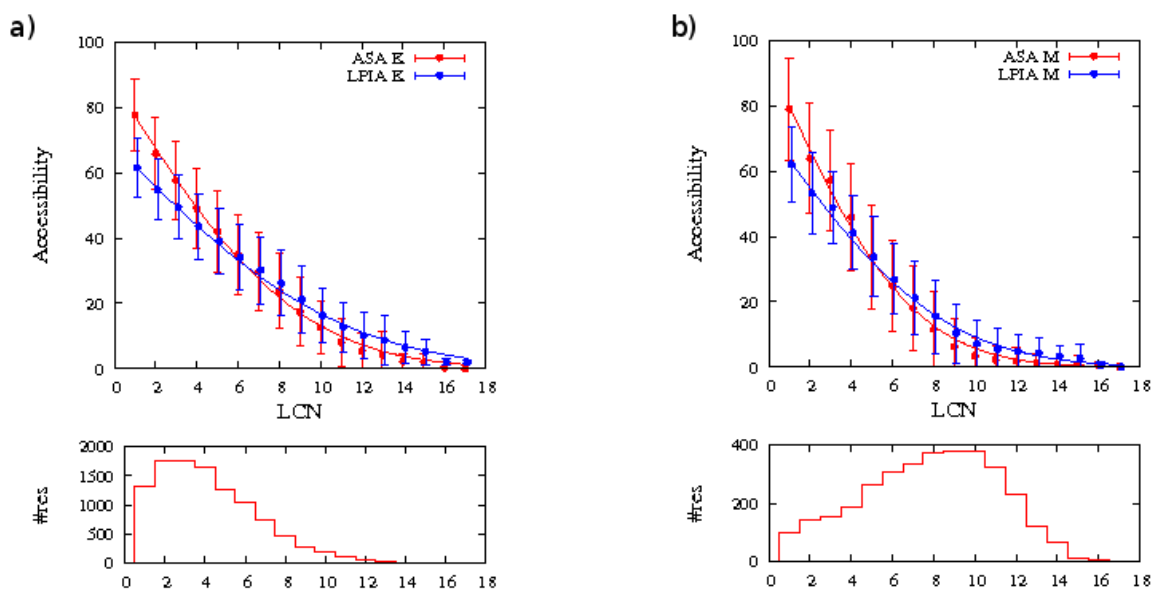 a)
100
80
60
40
20
0
Accessibility
ASA K
LPIA K
0 2 4 6 8 10 12 14 16 18
LCN
2000
1500
1000
500
0
#res
0 2 4 6 8 10 12 14 16 18
b)
100
80
60
40
20
0
Accessibility
ASA M
LPIA M
0 2 4 6 8 10 12 14 16 18
LCN
400
200
0
#res
0 2 4 6 8 10 12 14 16 18